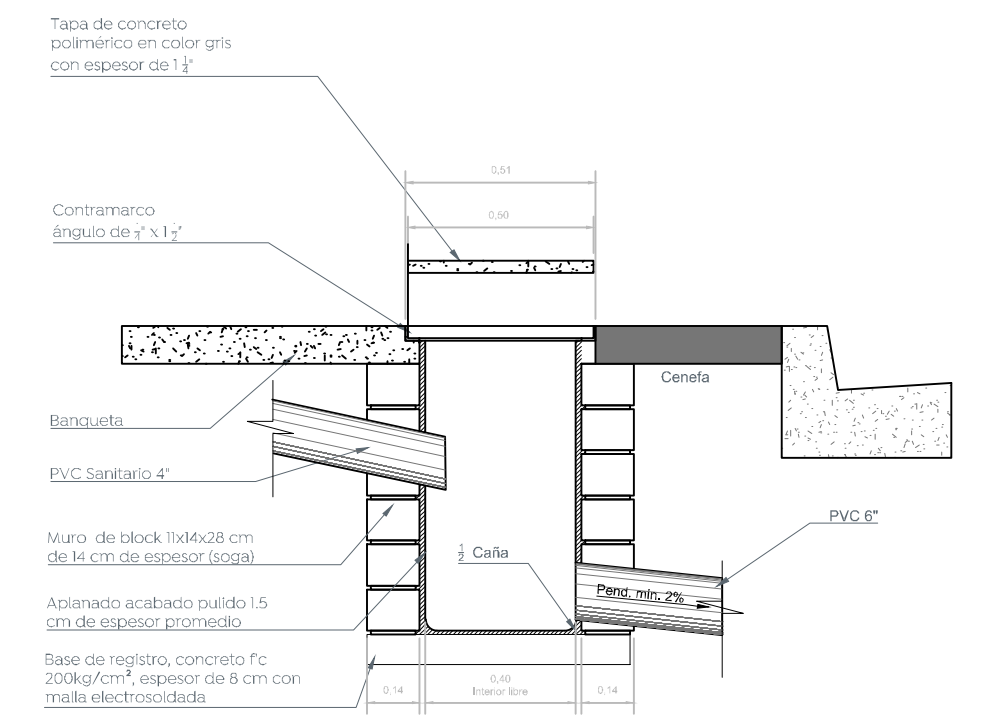 Tapa de concreto
polimérico en color gris
con espesor de 1 1/4"
0,51
0,50
Contramarco
ángulo de 1/4" x 1 1/2"
Cenefa
Banqueta
PVC Sanitario 4"
PVC 6"
Muro de block 11x14x28 cm
de 14 cm de espesor (soga)
1/2 Caña
Pend. min. 2%
Aplanado acabado pulido 1.5
cm de espesor promedio
Base de registro, concreto f'c
200kg/cm², espesor de 8 cm con
malla electrosoldada
0,14
0,40
Interior libre
0,14